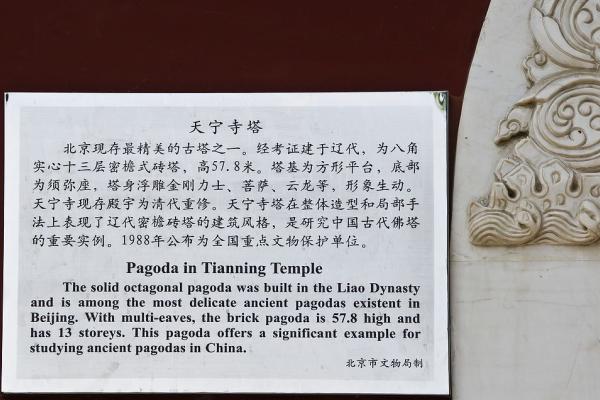 天宁寺塔
北京现存最精美的古塔之一。经考证建于辽代，为八角
实心十三层密檐式砖塔，高57.8米。塔基为方形平台，底部
为须弥座，塔身浮雕金刚力士、菩萨、云龙等，形象生动。
天宁寺现存殿宇为清代重修。天宁寺塔在整体造型和局部手
法上表现了辽代密檐砖塔的建筑风格，是研究中国古代佛塔
的重要实例。1988年公布为全国重点文物保护单位。
Pagoda in Tianning Temple
The solid octagonal pagoda was built in the Liao Dynasty
and is among the most delicate ancient pagodas existent in
Beijing. With multi-eaves, the brick pagoda is 57.8 high and
has 13 storeys. This pagoda offers a significant example for
studying ancient pagodas in China.
北京市文物局制